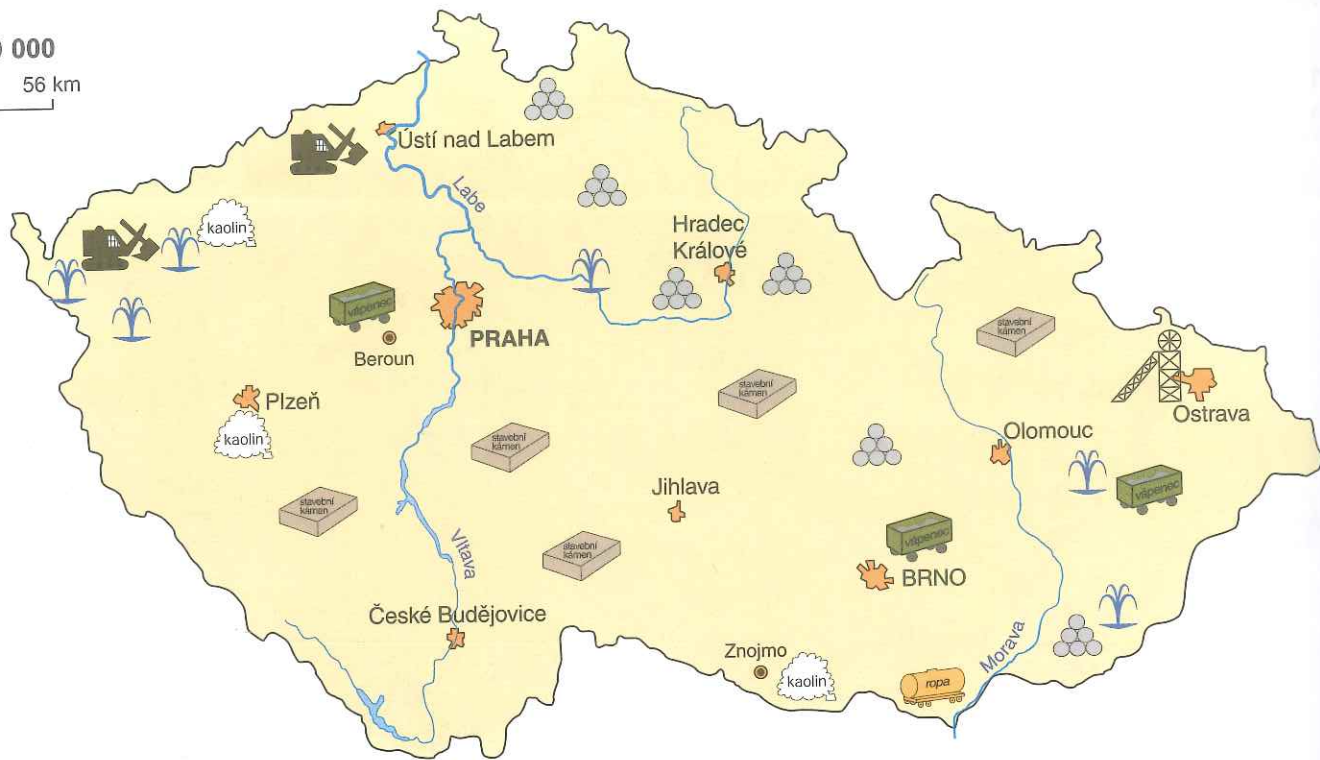 0 000
56 km
Ústí nad Labem
Labe
kaolin
Hradec
Králové
vápenec
PRAHA
Beroun
stavební
kámen
Plzeň
kaolin
stavební
kámen
Ostrava
Olomouc
stavební
kámen
Jihlava
vápenec
stavební
kámen
vápenec
Vltava
stavební
kámen
BRNO
České Budějovice
Morava
Znojmo
kaolin
ropa